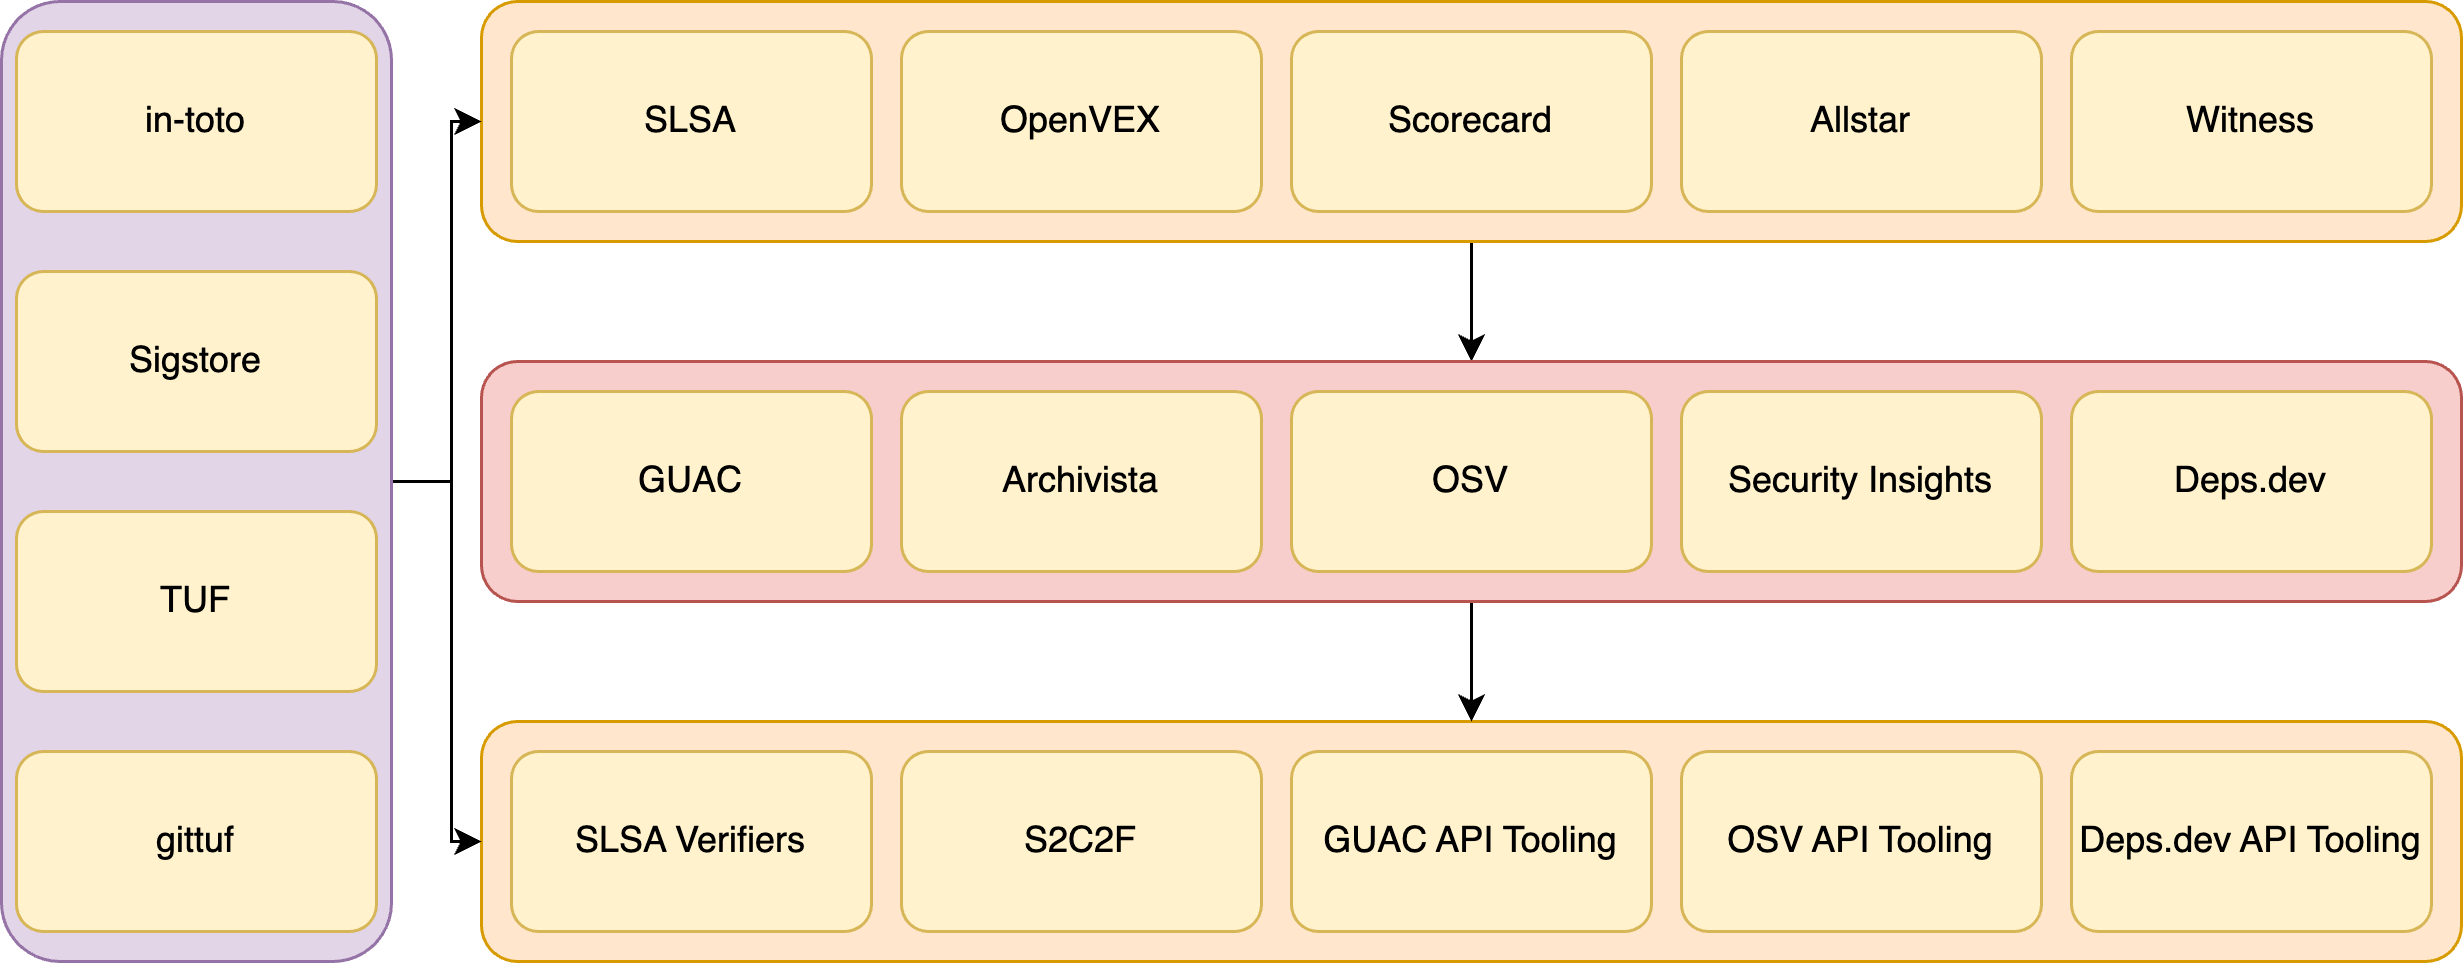 in-toto
Sigstore
TUF
gittuf
SLSA
OpenVEX
Scorecard
Allstar
Witness
GUAC
Archivista
OSV
Security Insights
Deps.dev
SLSA Verifiers
S2C2F
GUAC API Tooling
OSV API Tooling
Deps.dev API Tooling